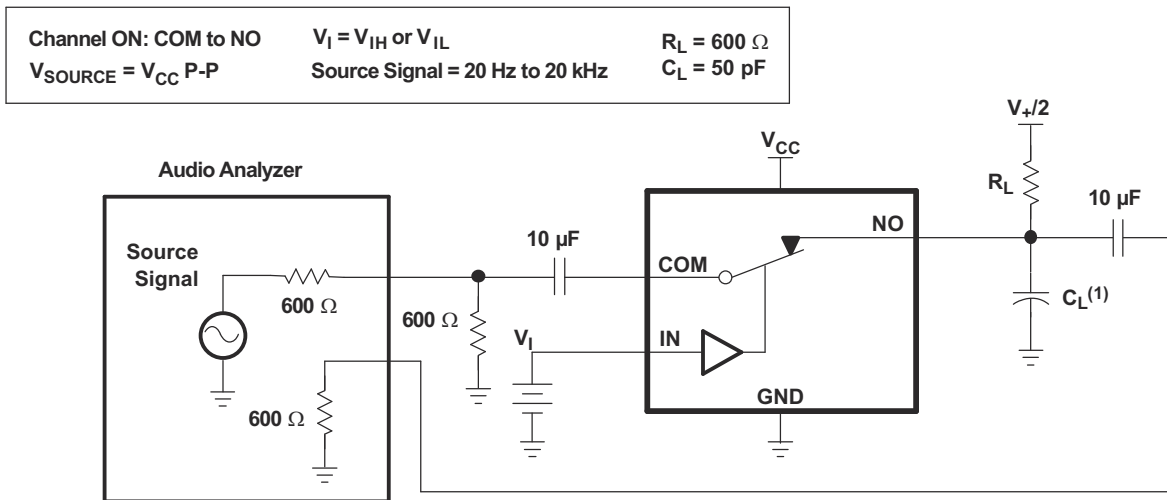 Channel ON: COM to NO V_I = V_IH or V_IL R_L = 600 Ω
V_SOURCE = V_CC P-P Source Signal = 20 Hz to 20 kHz C_L = 50 pF
V_+/2
V_CC
Audio Analyzer
R_L
10 µF
NO
10 µF
Source
Signal
COM
600 Ω
600 Ω
C_L(1)
V_I
IN
GND
600 Ω